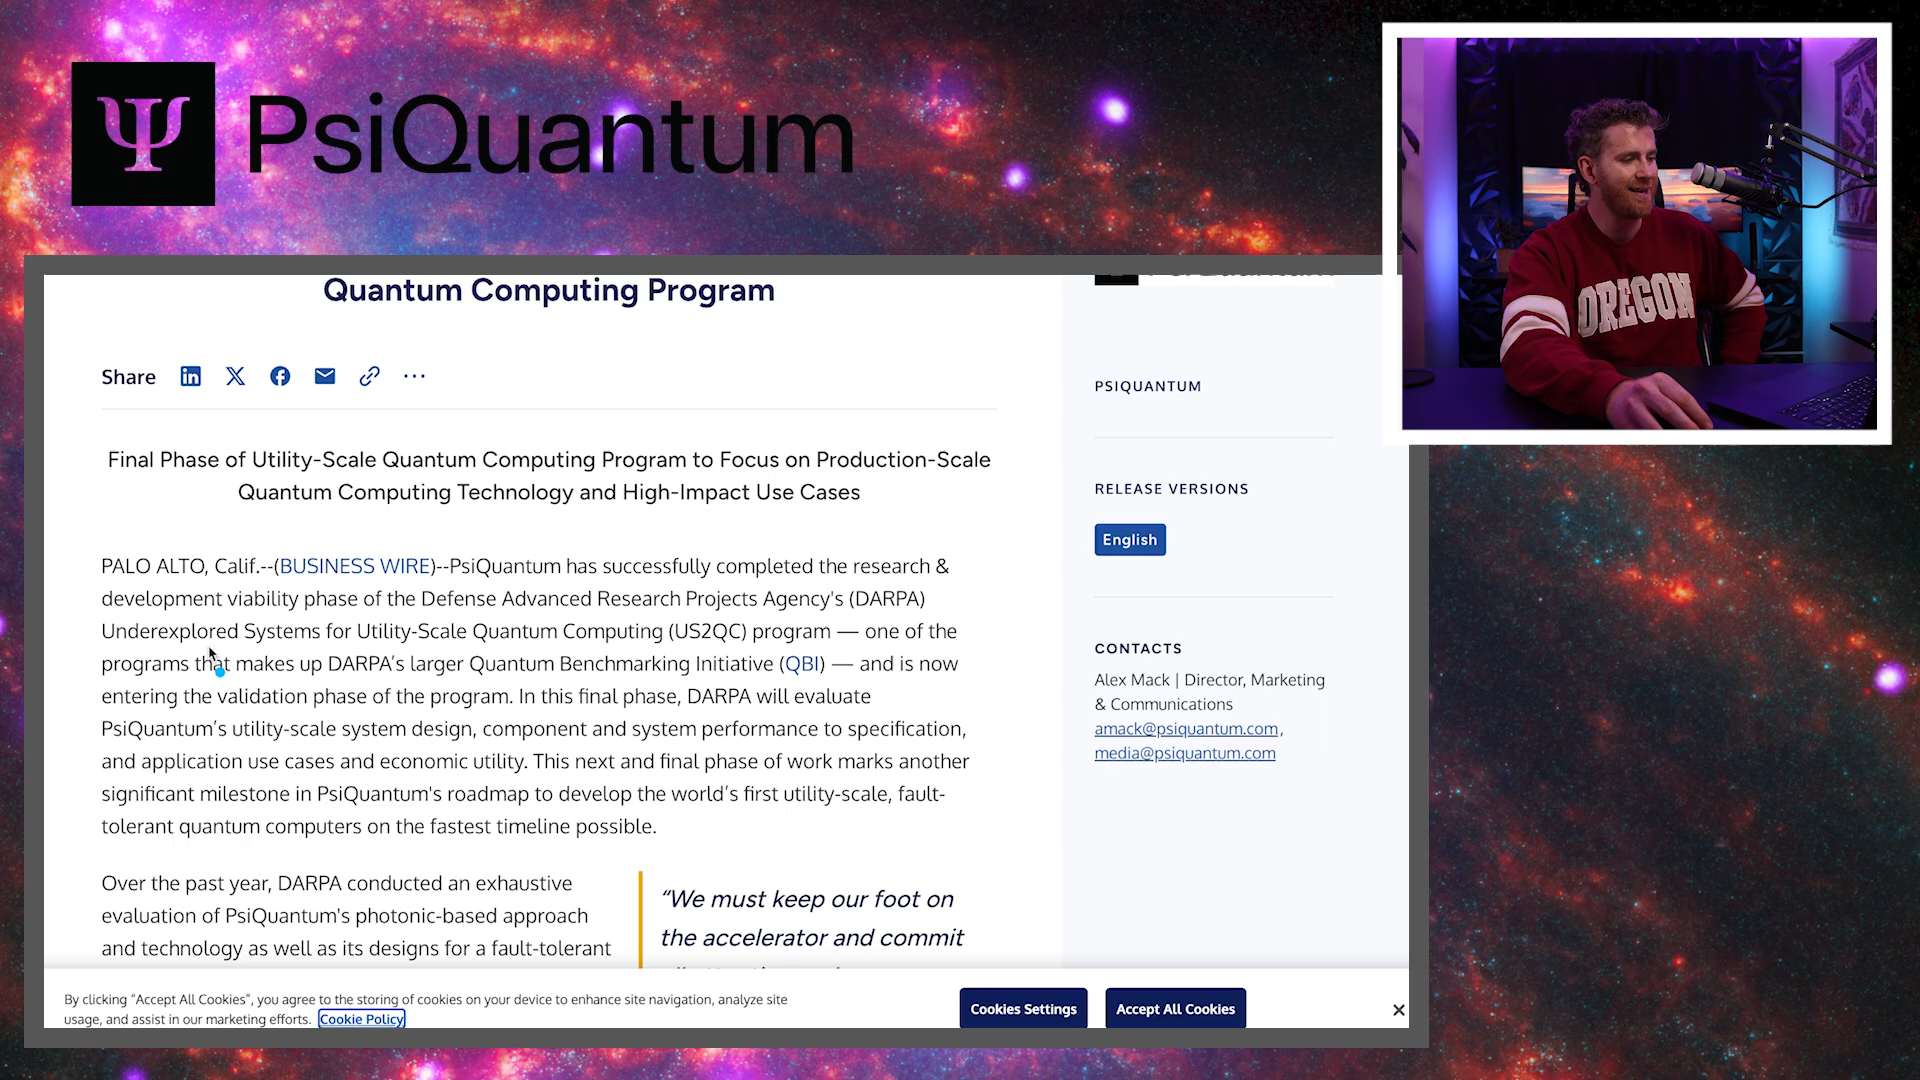 Ψ PsiQuantum
OREGON
Quantum Computing Program
Share
Final Phase of Utility-Scale Quantum Computing Program to Focus on Production-Scale
Quantum Computing Technology and High-Impact Use Cases
PALO ALTO, Calif.--(BUSINESS WIRE)--PsiQuantum has successfully completed the research &
development viability phase of the Defense Advanced Research Projects Agency's (DARPA)
Underexplored Systems for Utility-Scale Quantum Computing (US2QC) program — one of the
programs that makes up DARPA’s larger Quantum Benchmarking Initiative (QBI) — and is now
entering the validation phase of the program. In this final phase, DARPA will evaluate
PsiQuantum’s utility-scale system design, component and system performance to specification,
and application use cases and economic utility. This next and final phase of work marks another
significant milestone in PsiQuantum's roadmap to develop the world’s first utility-scale, fault-
tolerant quantum computers on the fastest timeline possible.
Over the past year, DARPA conducted an exhaustive
evaluation of PsiQuantum's photonic-based approach
and technology as well as its designs for a fault-tolerant
“We must keep our foot on
the accelerator and commit
PSIQUANTUM
RELEASE VERSIONS
English
CONTACTS
Alex Mack | Director, Marketing
& Communications
amack@psiquantum.com,
media@psiquantum.com
By clicking “Accept All Cookies”, you agree to the storing of cookies on your device to enhance site navigation, analyze site
usage, and assist in our marketing efforts. Cookie Policy
Cookies Settings
Accept All Cookies